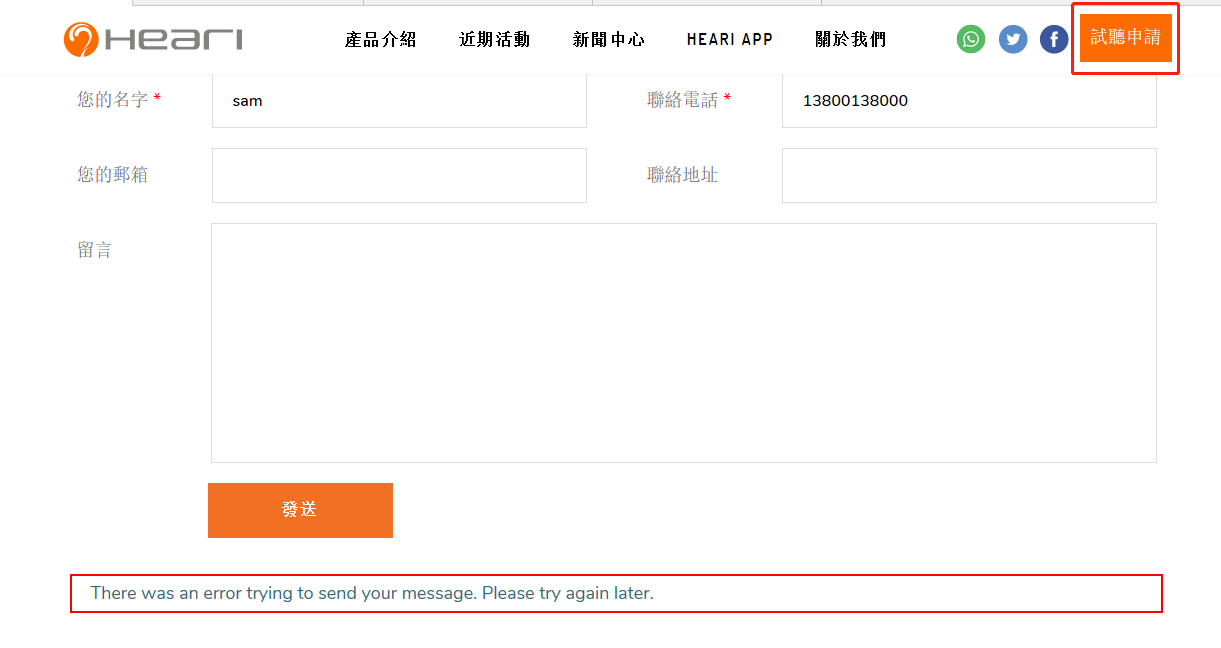 HEARI 產品介紹 近期活動 新聞中心 HEARI APP 關於我們 試聽申請
您的名字 * sam 聯絡電話 * 13800138000
您的郵箱 聯絡地址
留言
發送
There was an error trying to send your message. Please try again later.